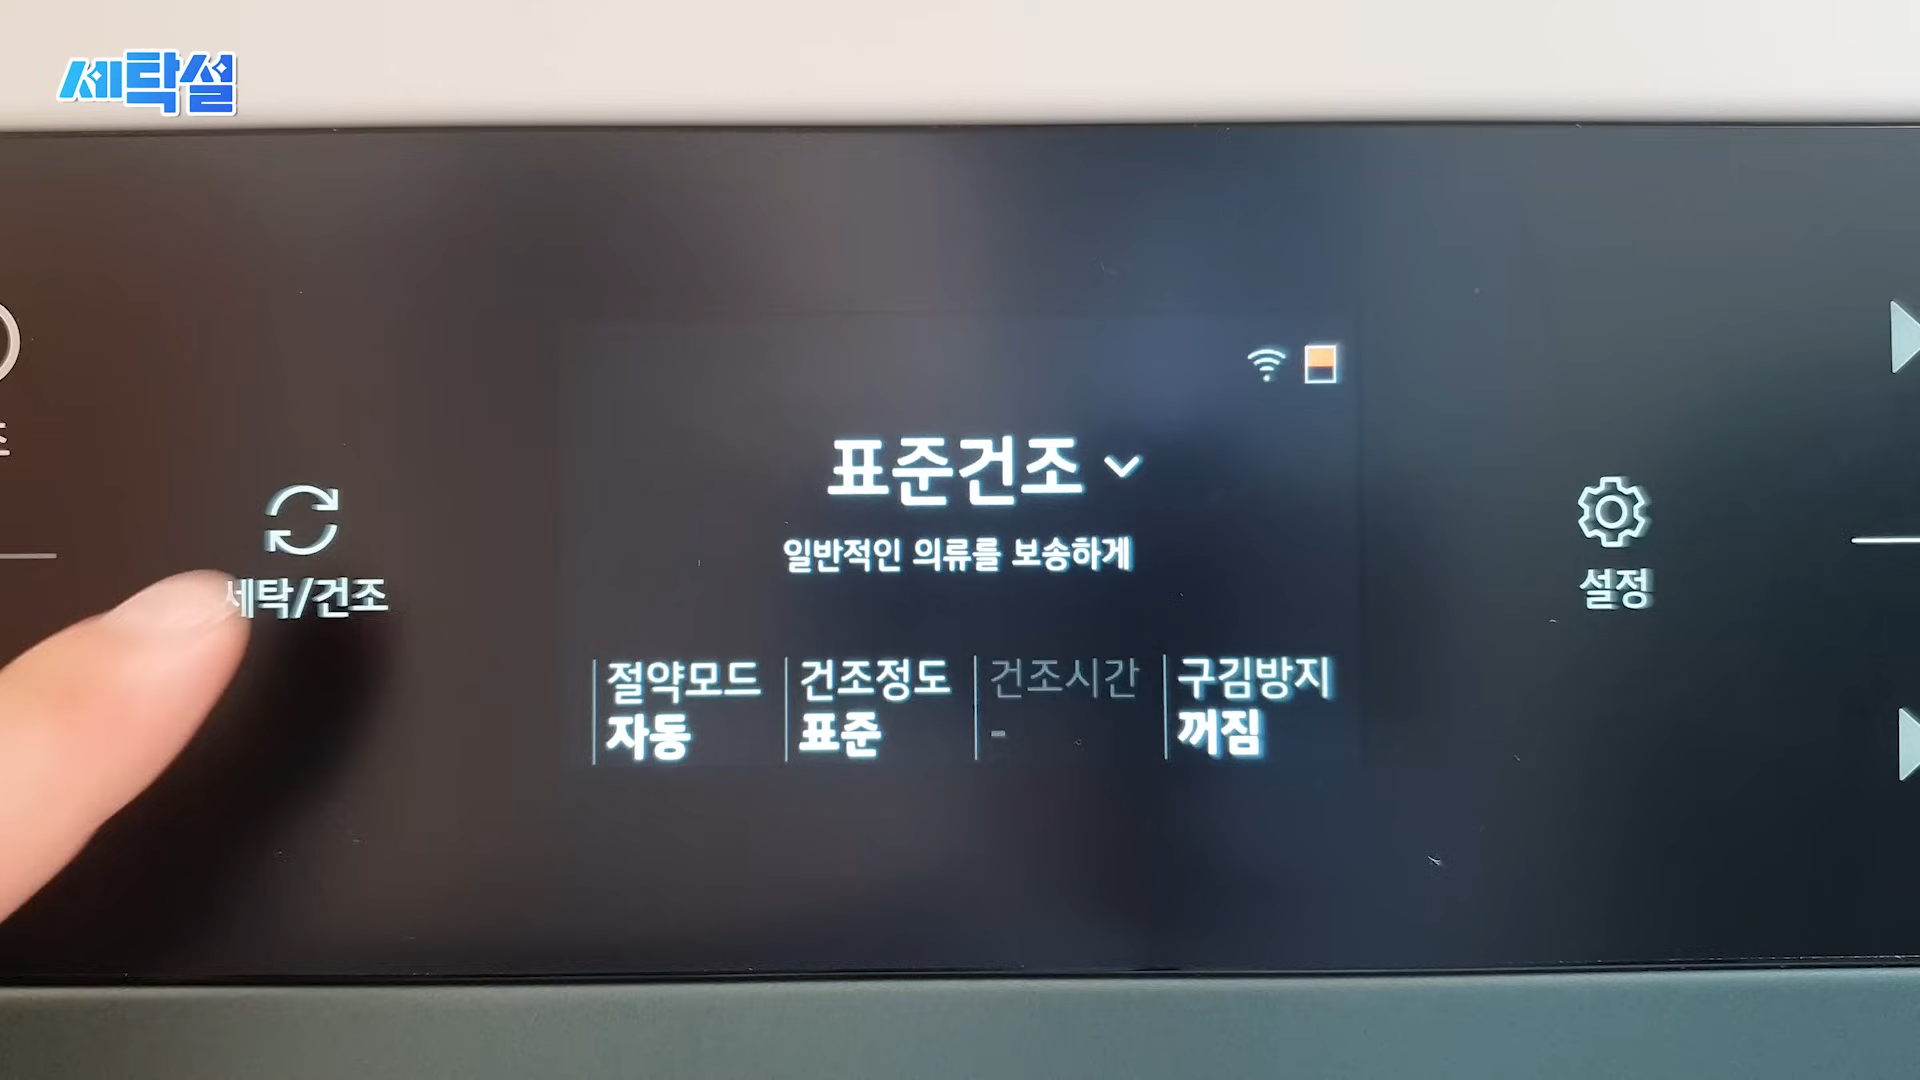 세탁설
표준건조
일반적인 의류를 보송하게
세탁/건조
설정
절약모드 건조정도 건조시간 구김방지
자동 표준 - 꺼짐